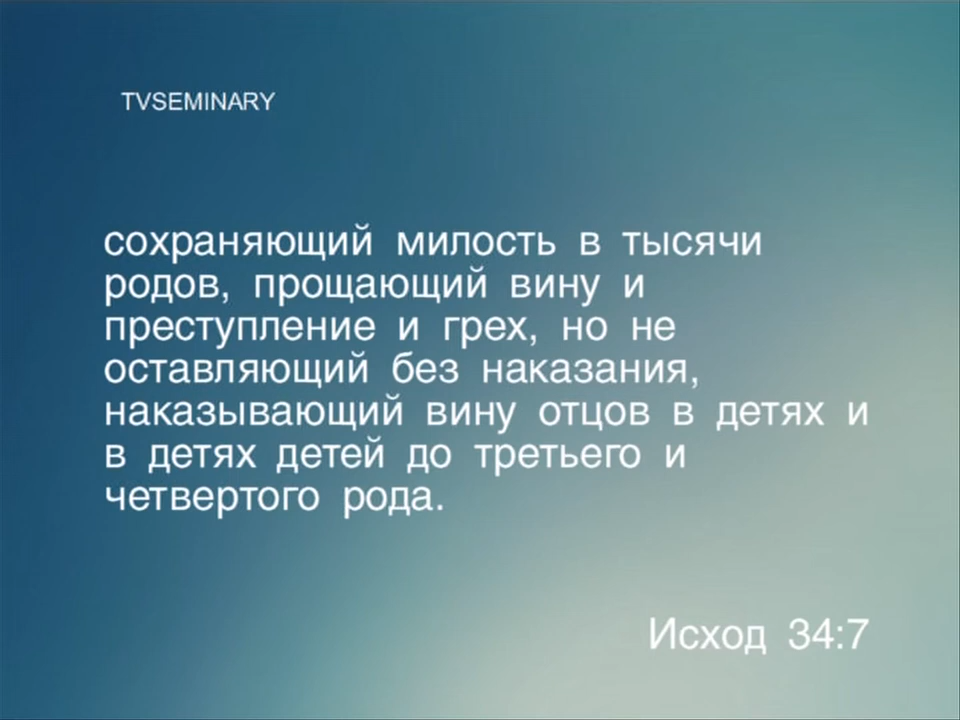 TVSEMINARY
сохраняющий милость в тысячи
родов, прощающий вину и
преступление и грех, но не
оставляющий без наказания,
наказывающий вину отцов в детях и
в детях детей до третьего и
четвертого рода.
Исход 34:7